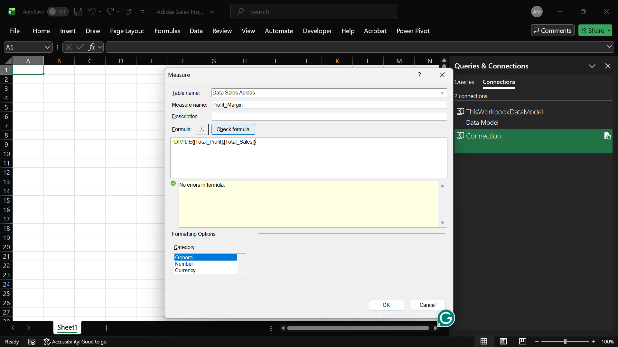 AutoSave Off Adidas Sales Pro... Search AM
File Home Insert Draw Page Layout Formulas Data Review View Automate Developer Help Acrobat Power Pivot Comments Share
A1 fx
A B C D E F G H I J K L M N
1
2
3
4
5
6
7
8
9
10
11
12
13
14
15
16
17
18
19
20
21
22
23
24
25
26
27
Measure ?
Table name: Data Sales Adidas
Measure name: Profit_Margin
Description:
Formula: fx Check formula
No errors in formula.
Formatting Options
Category
General
Number
Currency
OK Cancel
Queries & Connections
Queries Connections
2 connections
ThisWorkbookDataModel
Data Model
Connection
Sheet1
Ready Accessibility: Good to go 100%